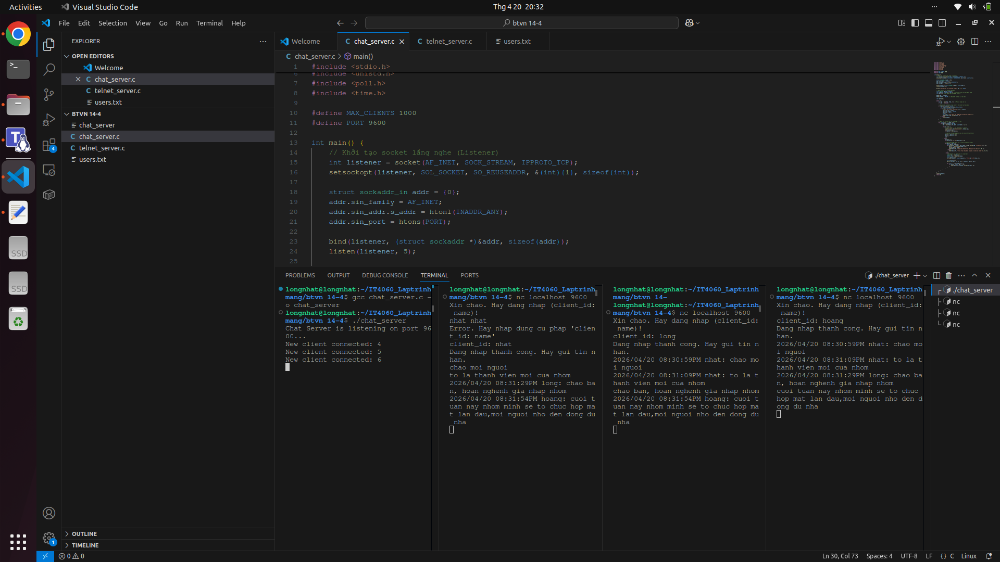 Activities
Visual Studio Code
Thg 4 20 20:32
File Edit Selection View Go Run Terminal Help
btvn 14-4
EXPLORER
OPEN EDITORS
Welcome
chat_server.c
telnet_server.c
users.txt
BTVN 14-4
chat_server
chat_server.c
telnet_server.c
users.txt
OUTLINE
TIMELINE
Welcome
chat_server.c
telnet_server.c
users.txt
chat_server.c > main()
1 #include <stdio.h>
6 #include <unistd.h>
7 #include <poll.h>
8 #include <time.h>
9
10 #define MAX_CLIENTS 1000
11 #define PORT 9600
12
13 int main() {
14 // Khởi tạo socket lắng nghe (Listener)
15 int listener = socket(AF_INET, SOCK_STREAM, IPPROTO_TCP);
16 setsockopt(listener, SOL_SOCKET, SO_REUSEADDR, &(int){1}, sizeof(int));
17
18 struct sockaddr_in addr = {0};
19 addr.sin_family = AF_INET;
20 addr.sin_addr.s_addr = htonl(INADDR_ANY);
21 addr.sin_port = htons(PORT);
22
23 bind(listener, (struct sockaddr *)&addr, sizeof(addr));
24 listen(listener, 5);
25
PROBLEMS OUTPUT DEBUG CONSOLE TERMINAL PORTS
./chat_server
longnhat@longnhat:~/IT4060_Laptrinh
mang/btvn 14-4$ gcc chat_server.c -
o chat_server
longnhat@longnhat:~/IT4060_Laptrinh
mang/btvn 14-4$ ./chat_server
Chat Server is listening on port 96
00...
New client connected: 4
New client connected: 5
New client connected: 6
longnhat@longnhat:~/IT4060_Laptrinh
mang/btvn 14-4$ nc localhost 9600
Xin chao. Hay dang nhap (client_id:
name)!
nhat nhat
Error. Hay nhap dung cu phap 'clien
t_id: name'
client_id: nhat
Dang nhap thanh cong. Hay gui tin n
han.
chao moi nguoi
to la thanh vien moi cua nhom
2026/04/20 08:31:29PM long: chao ba
n, hoan nghenh gia nhap nhom
2026/04/20 08:31:54PM hoang: cuoi t
uan nay nhom minh se to chuc hop ma
t lan dau,moi nguoi nho den dong du
nha
longnhat@longnhat:~/IT4060_Laptrinh
mang/btvn 14-
longnhat@longnhat:~/IT4060_Laptrinh
mang/btvn 14-4$ nc localhost 9600
Xin chao. Hay dang nhap (client_id:
name)!
client_id: long
Dang nhap thanh cong. Hay gui tin n
han.
2026/04/20 08:30:59PM nhat: chao mo
i nguoi
2026/04/20 08:31:09PM nhat: to la t
hanh vien moi cua nhom
chao ban, hoan nghenh gia nhap nhom
2026/04/20 08:31:54PM hoang: cuoi t
uan nay nhom minh se to chuc hop ma
t lan dau,moi nguoi nho den dong du
nha
longnhat@longnhat:~/IT4060_Laptrinh
mang/btvn 14-4$ nc localhost 9600
Xin chao. Hay dang nhap (client_id:
name)!
client_id: hoang
Dang nhap thanh cong. Hay gui tin n
han.
2026/04/20 08:30:59PM nhat: chao mo
i nguoi
2026/04/20 08:31:09PM nhat: to la t
hanh vien moi cua nhom
2026/04/20 08:31:29PM long: chao ba
n, hoan nghenh gia nhap nhom
cuoi tuan nay nhom minh se to chuc
hop mat lan dau,moi nguoi nho den d
ong du nha
./chat_server
nc
nc
nc
SSD
SSD
4
1
0 0
Ln 30, Col 73 Spaces: 4 UTF-8 LF {} C Linux